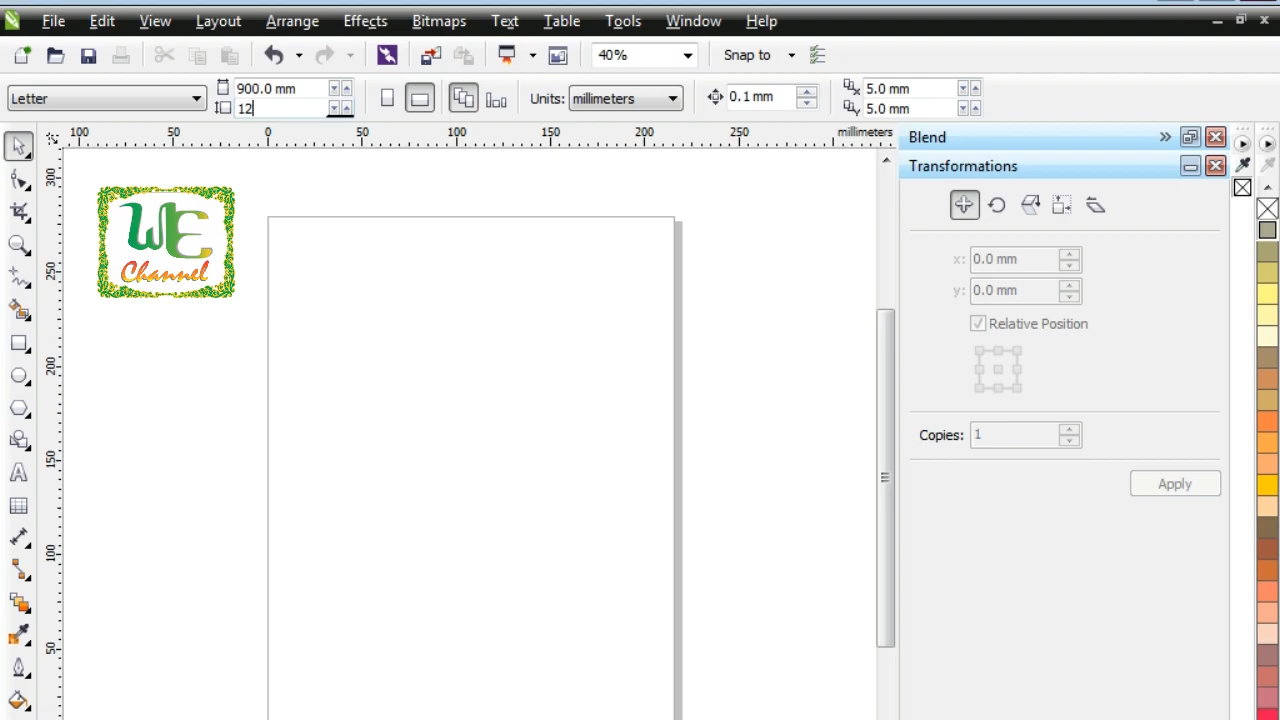 File Edit View Layout Arrange Effects Bitmaps Text Table Tools Window Help
40% Snap to
Letter 900.0 mm 12 Units: millimeters 0.1 mm 5.0 mm 5.0 mm
100 50 0 50 100 150 200 250 millimeters
300
250
200
150
100
50
WE
Channel
Blend
Transformations
x: 0.0 mm
y: 0.0 mm
Relative Position
Copies: 1
Apply